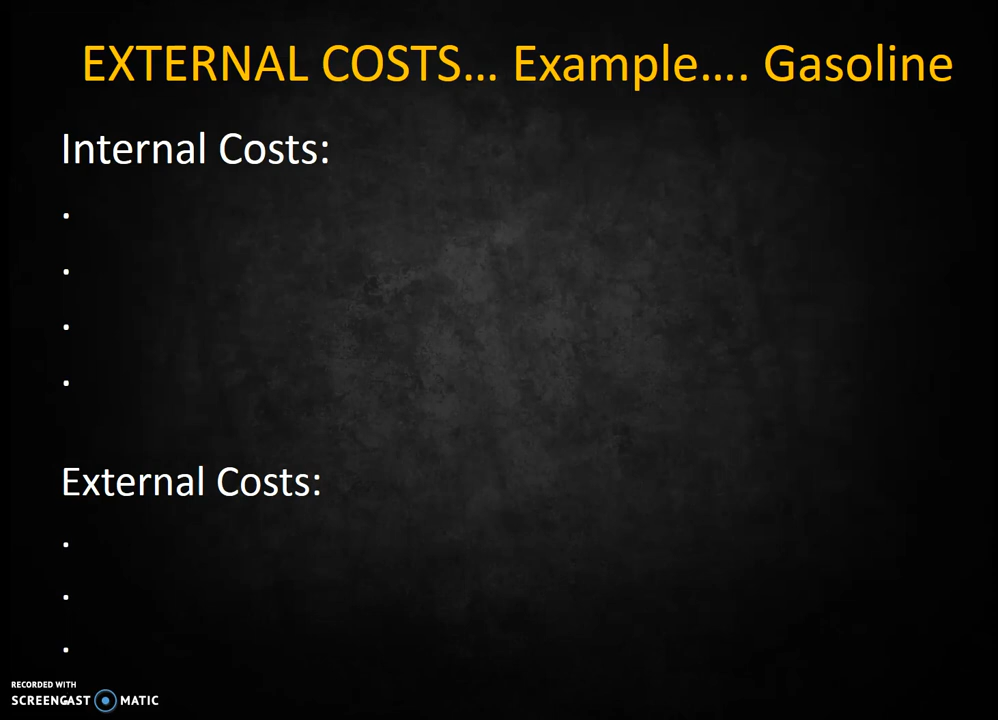 EXTERNAL COSTS... Example.... Gasoline
Internal Costs:
.
.
.
.
External Costs:
.
.
.
RECORDED WITH
SCREENCAST MATIC